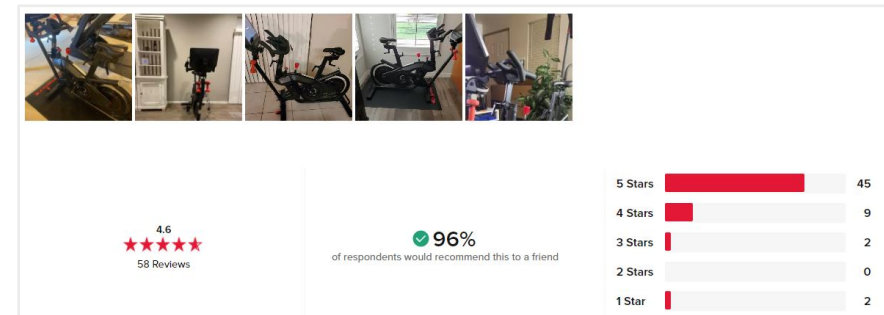 4.6
58 Reviews
96%
of respondents would recommend this to a friend
5 Stars 45
4 Stars 9
3 Stars 2
2 Stars 0
1 Star 2